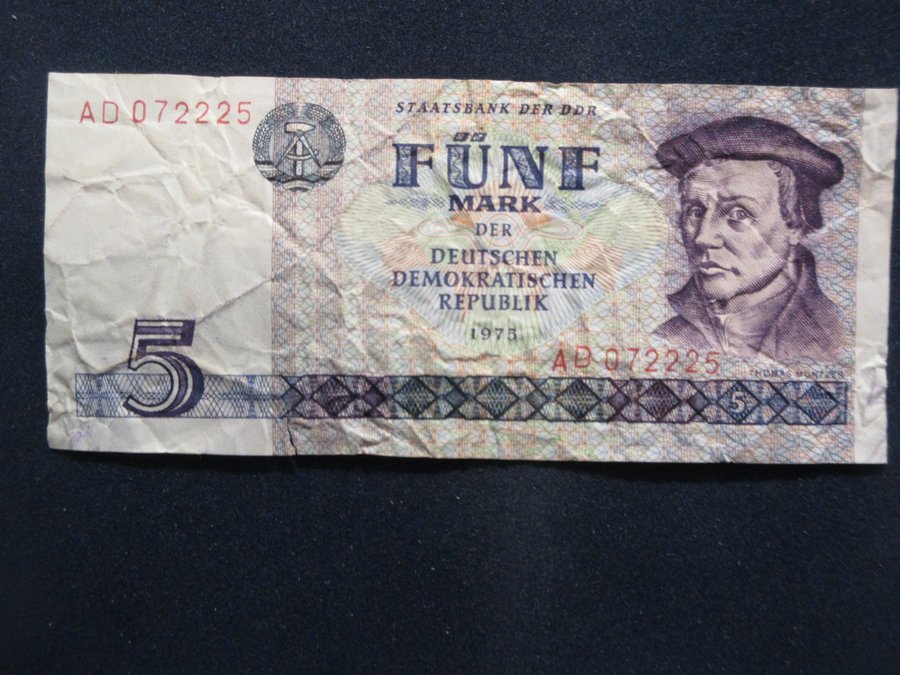 AD 072225
STAATSBANK DER DDR
FÜNF
MARK
DER
DEUTSCHEN
DEMOKRATISCHEN
REPUBLIK
1975
AD 072225
THOMAS MÜNTZER
5
5